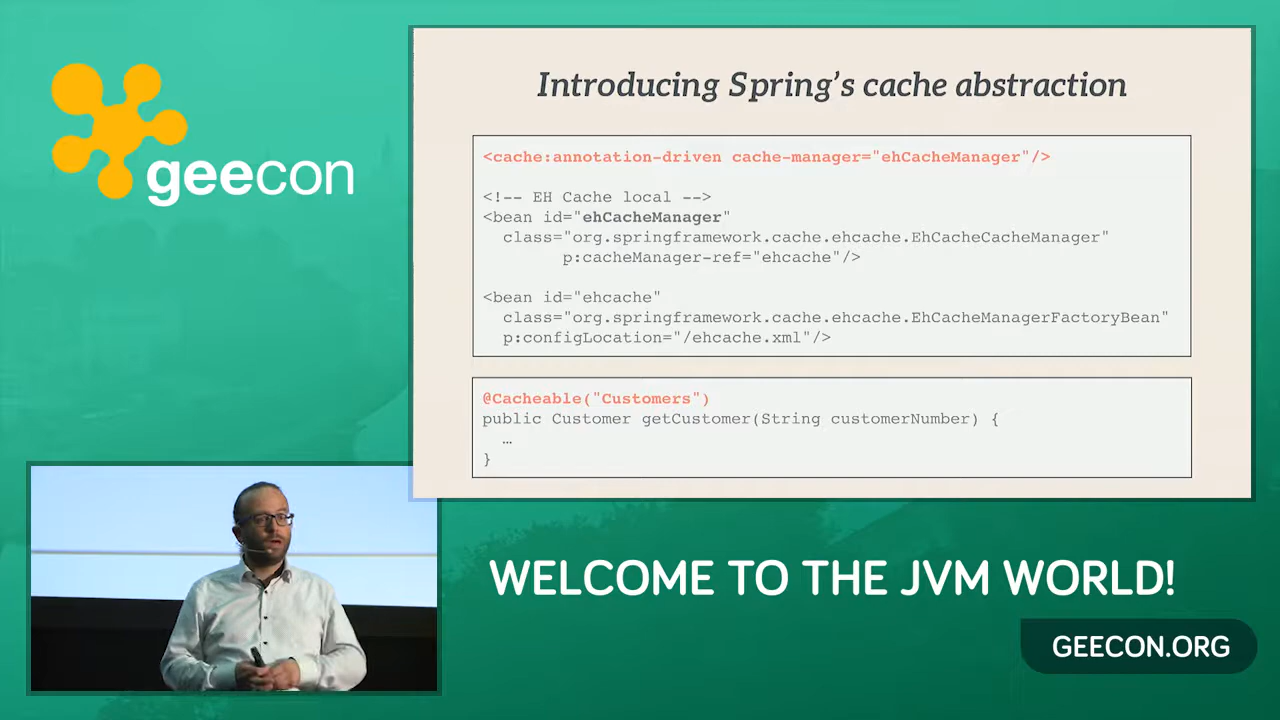 geecon
Introducing Spring's cache abstraction
<cache:annotation-driven cache-manager="ehCacheManager"/>
<!-- EH Cache local -->
<bean id="ehCacheManager"
class="org.springframework.cache.ehcache.EhCacheCacheManager"
p:cacheManager-ref="ehcache"/>
<bean id="ehcache"
class="org.springframework.cache.ehcache.EhCacheManagerFactoryBean"
p:configLocation="/ehcache.xml"/>
@Cacheable("Customers")
public Customer getCustomer(String customerNumber) {
…
}
WELCOME TO THE JVM WORLD!
GEECON.ORG